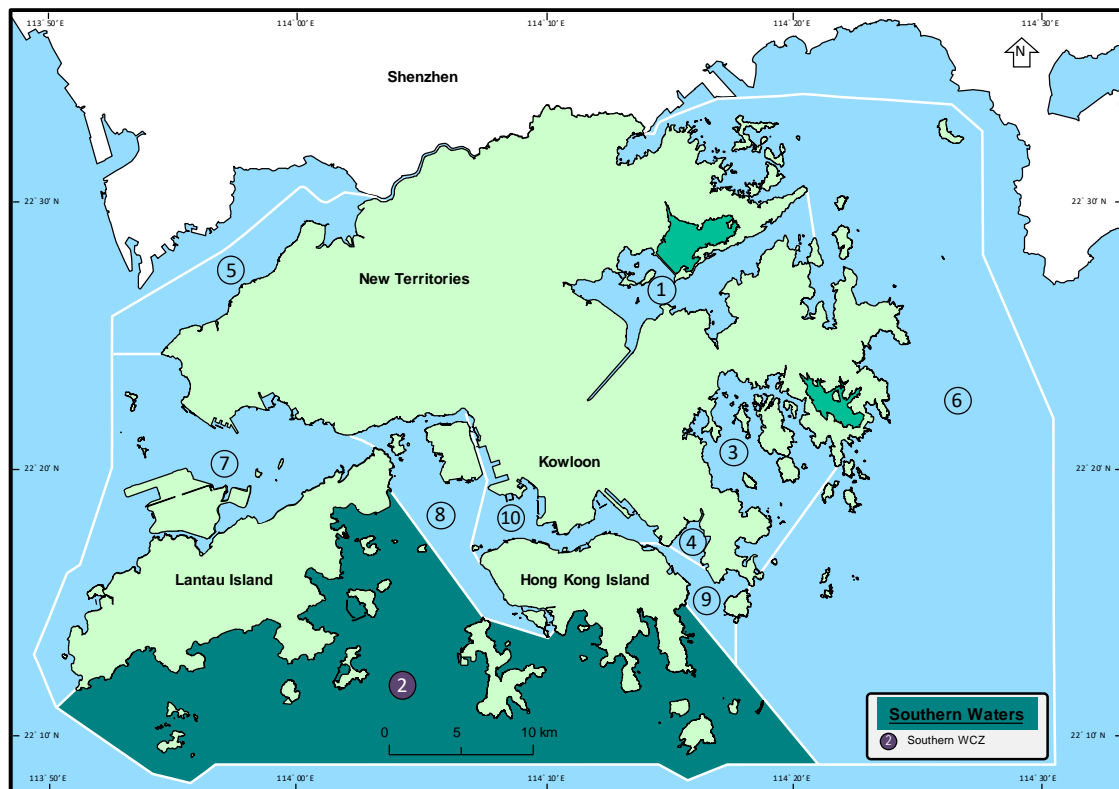 113° 50' E
114° 00' E
114° 10' E
114° 20' E
114° 30' E
N
Shenzhen
22° 30' N
22° 30' N
5
New Territories
1
6
3
22° 20' N
Kowloon
22° 20' N
7
8
10
4
Lantau Island
Hong Kong Island
9
2
Southern Waters
2 Southern WCZ
0 5 10 km
22° 10' N
22° 10' N
113° 50' E
114° 00' E
114° 10' E
114° 20' E
114° 30' E